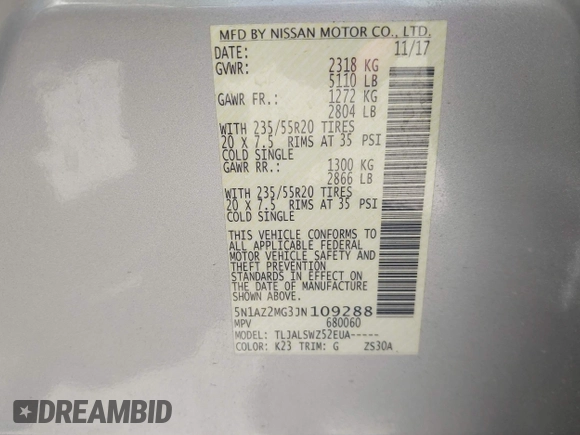 MFD BY NISSAN MOTOR CO., LTD.
DATE: 11/17
GVWR: 2318 KG
5110 LB
GAWR FR.: 1272 KG
2804 LB
WITH 235/55R20 TIRES
20 X 7.5 RIMS AT 35 PSI
COLD SINGLE
GAWR RR.: 1300 KG
2866 LB
WITH 235/55R20 TIRES
20 X 7.5 RIMS AT 35 PSI
COLD SINGLE
THIS VEHICLE CONFORMS TO
ALL APPLICABLE FEDERAL
MOTOR VEHICLE SAFETY AND
THEFT PREVENTION
STANDARDS IN EFFECT ON
THE DATE OF MANUFACTURE
SHOWN ABOVE.
5N1AZ2MG3JN109288
MPV 680060
MODEL: TLJALSWZ52EUA-----
COLOR: K23 TRIM: G ZS30A
DREAMBID